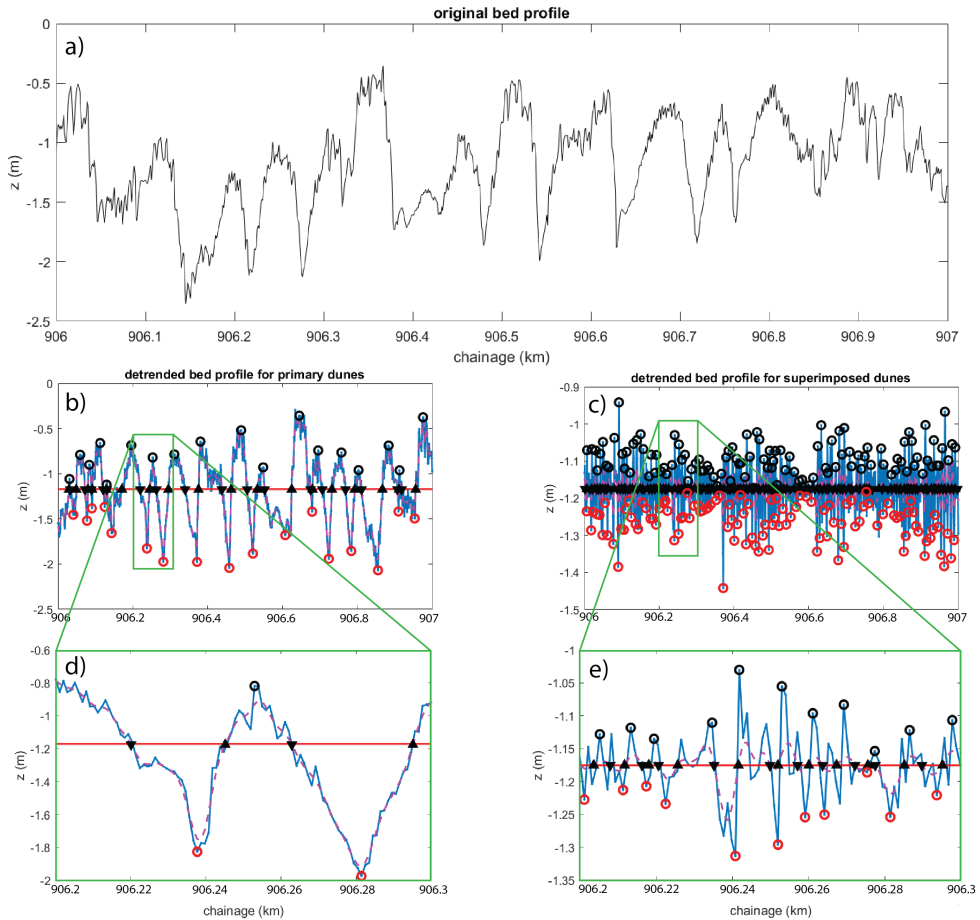 original bed profile
a)
z (m)
0
-0.5
-1
-1.5
-2
-2.5
906 906.1 906.2 906.3 906.4 906.5 906.6 906.7 906.8 906.9 907
chainage (km)
detrended bed profile for primary dunes
b)
z (m)
0
-0.5
-1
-1.5
-2
-2.5
906 906.2 906.4 906.6 906.8 907
detrended bed profile for superimposed dunes
c)
z (m)
-0.9
-1
-1.1
-1.2
-1.3
-1.4
-1.5
906 906.2 906.4 906.6 906.8 907
d)
z (m)
-0.6
-0.8
-1
-1.2
-1.4
-1.6
-1.8
-2
906.2 906.22 906.24 906.26 906.28 906.3
chainage (km)
e)
z (m)
-1
-1.05
-1.1
-1.15
-1.2
-1.25
-1.3
-1.35
906.2 906.22 906.24 906.26 906.28 906.3
chainage (km)